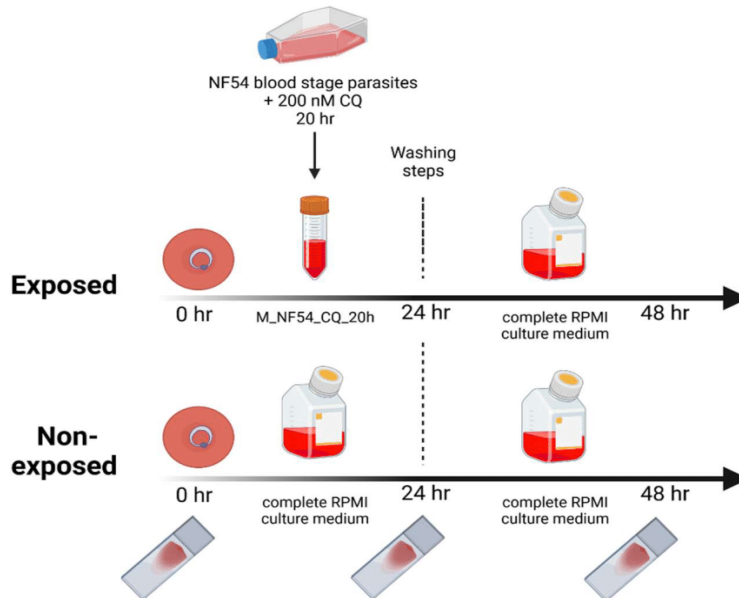 NF54 blood stage parasites
+ 200 nM CQ
20 hr
Washing
steps
Exposed
0 hr
M_NF54_CQ_20h
24 hr
complete RPMI
culture medium
48 hr
Non-
exposed
0 hr
complete RPMI
culture medium
24 hr
complete RPMI
culture medium
48 hr